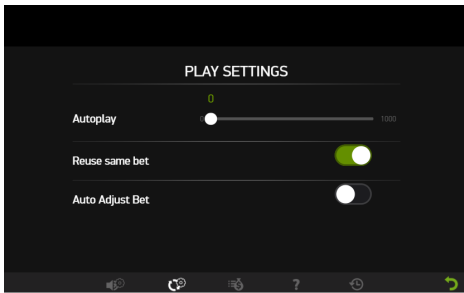 PLAY SETTINGS
0
Autoplay 0 1000
Reuse same bet
Auto Adjust Bet
?